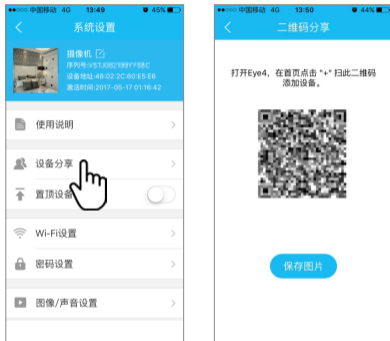 中国移动 4G 13:49 45%
系统设置
摄像机
序列号:VSTJ082189YYSBC
设备地址:48:02:2C:60:E5:E6
激活时间:2017-05-17 01:16:42
使用说明
设备分享
置顶设备
Wi-Fi设置
密码设置
图像/声音设置
中国移动 4G 13:50 44%
二维码分享
打开Eye4，在首页点击 "+" 扫此二维码
添加设备。
保存图片